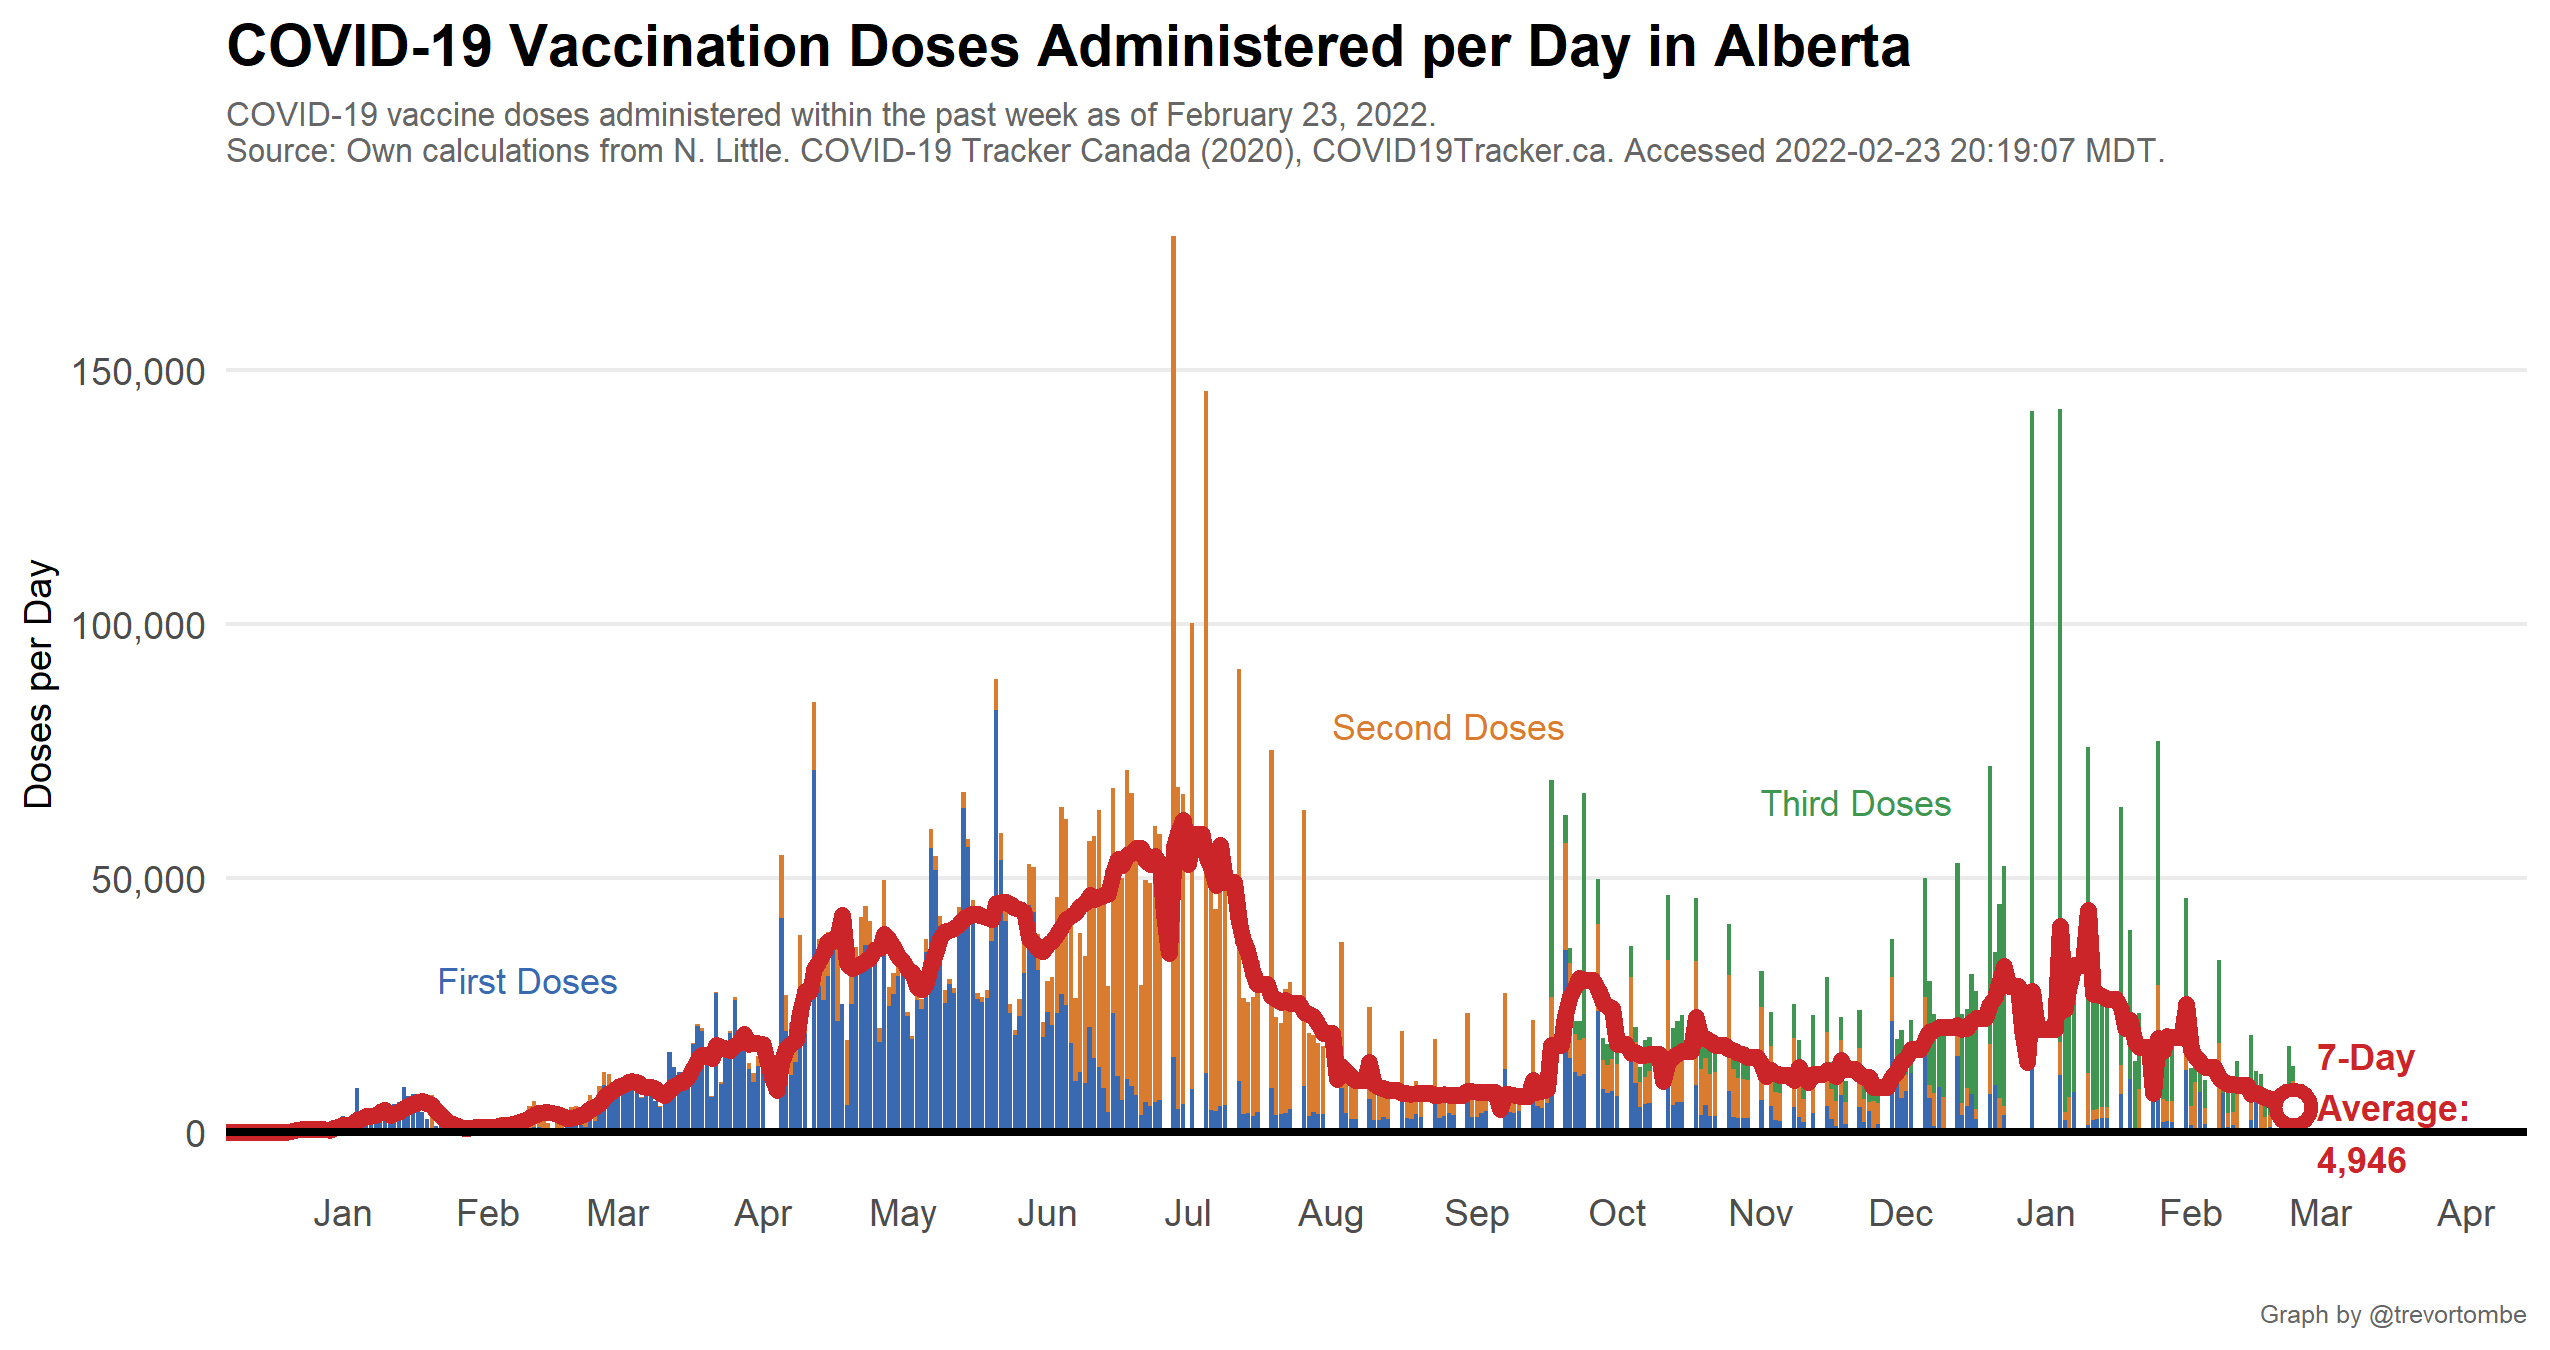 COVID-19 Vaccination Doses Administered per Day in Alberta
COVID-19 vaccine doses administered within the past week as of February 23, 2022.
Source: Own calculations from N. Little. COVID-19 Tracker Canada (2020), COVID19Tracker.ca. Accessed 2022-02-23 20:19:07 MDT.
Doses per Day
150,000
100,000
50,000
0
First Doses
Second Doses
Third Doses
7-Day
Average:
4,946
Jan Feb Mar Apr May Jun Jul Aug Sep Oct Nov Dec Jan Feb Mar Apr
Graph by @trevortombe